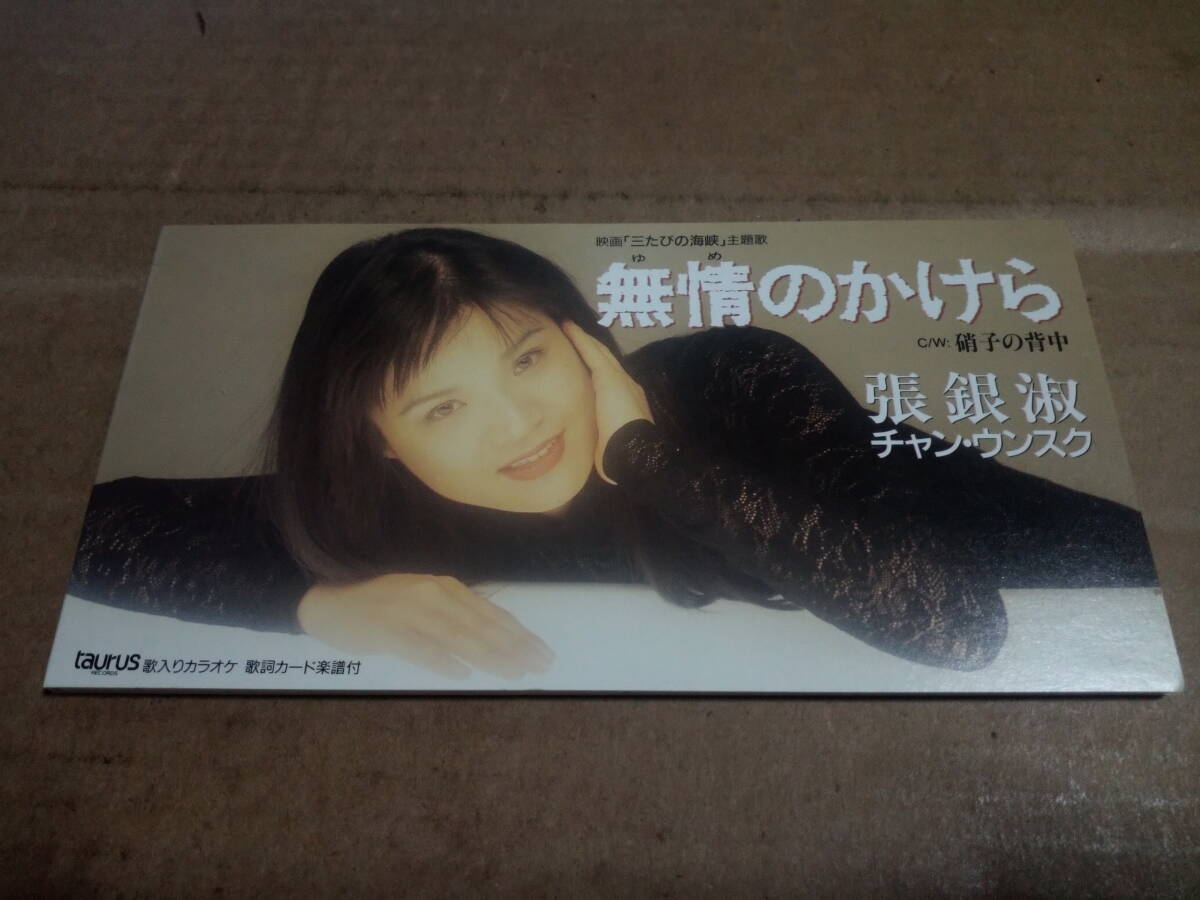 映画「三たびの海峡」主題歌
ゆめ
無情のかけら
C/W: 硝子の背中
張銀淑
チャン・ウンスク
taurus RECORDS 歌入りカラオケ 歌詞カード楽譜付